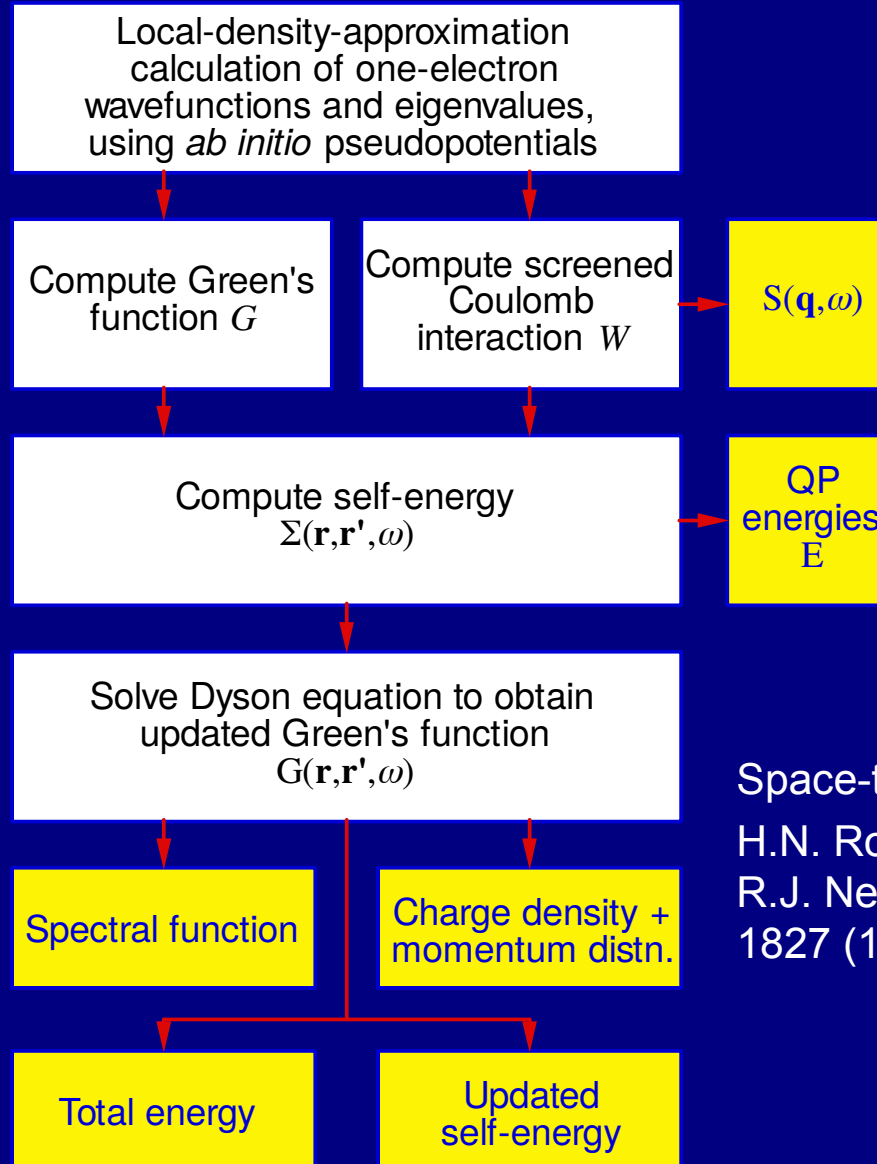 Local-density-approximation
calculation of one-electron
wavefunctions and eigenvalues,
using ab initio pseudopotentials
Compute Green's
function G
Compute screened
Coulomb
interaction W
S(q,ω)
Compute self-energy
Σ(r,r',ω)
QP
energies
E
Solve Dyson equation to obtain
updated Green's function
G(r,r',ω)
H.N.
R.J.
1827
Spectral function
Charge density +
momentum distn.
Total energy
Updated
self-energy